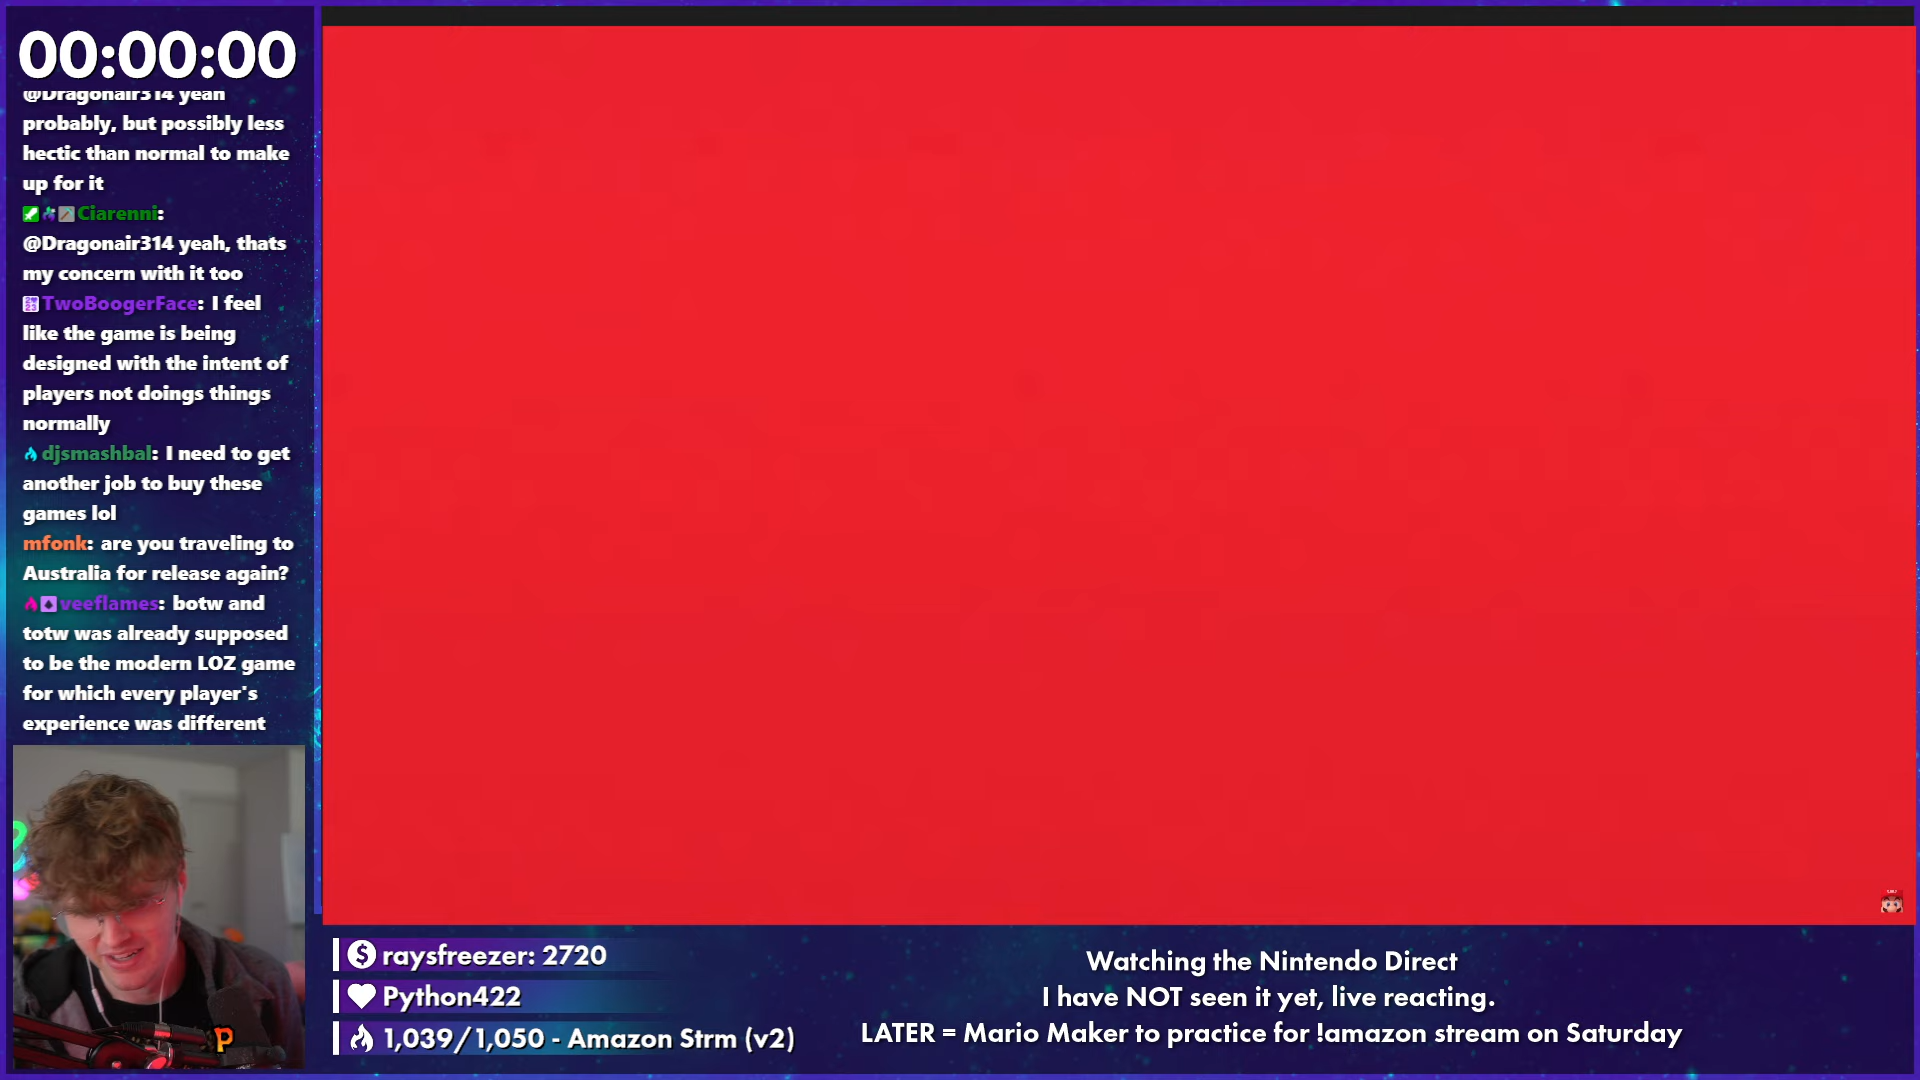 00:00:00
@Dragonair314 yeah
probably, but possibly less
hectic than normal to make
up for it
Ciarenni:
@Dragonair314 yeah, thats
my concern with it too
TwoBoogerFace: I feel
like the game is being
designed with the intent of
players not doings things
normally
djsmashbal: I need to get
another job to buy these
games lol
mfonk: are you traveling to
Australia for release again?
veeflames: botw and
totw was already supposed
to be the modern LOZ game
for which every player's
experience was different
raysfreezer: 2720
Python422
1,039/1,050 - Amazon Strm (v2)
Watching the Nintendo Direct
I have NOT seen it yet, live reacting.
LATER = Mario Maker to practice for !amazon stream on Saturday